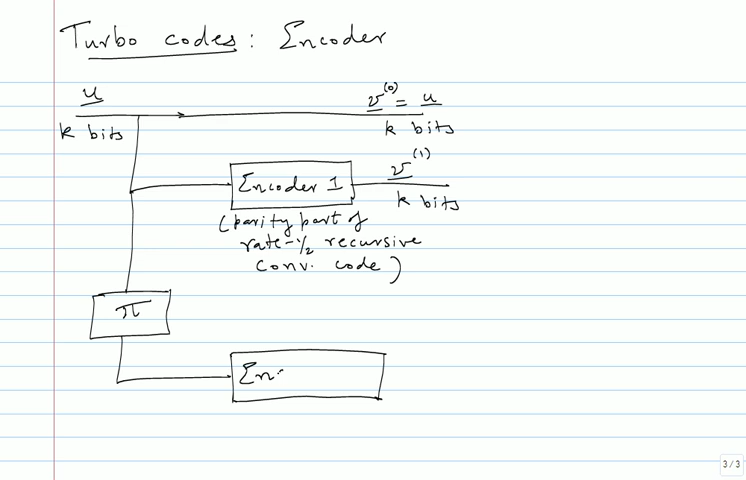 Turbo codes: Encoder
u
k bits
v(0) = u
k bits
Encoder 1
v(1)
k bits
(parity part of
rate-1/2 recursive
conv. code)
π
En
3/3